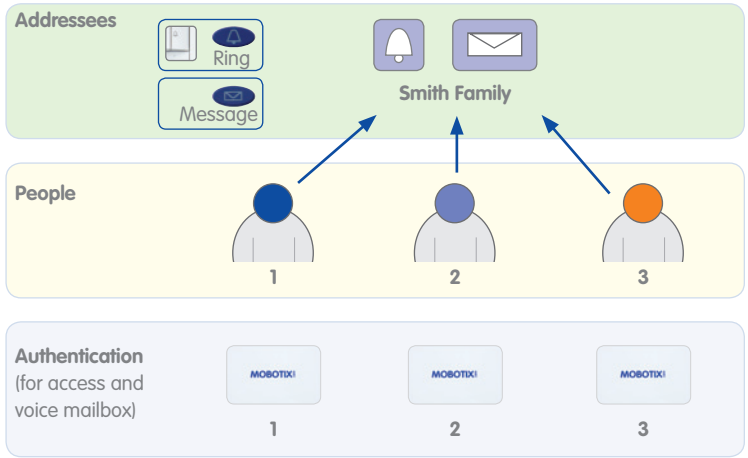 Addressees
Ring
Message
Smith Family
People
1 2 3
Authentication
(for access and
voice mailbox)
MOBOTIX MOBOTIX MOBOTIX
1 2 3